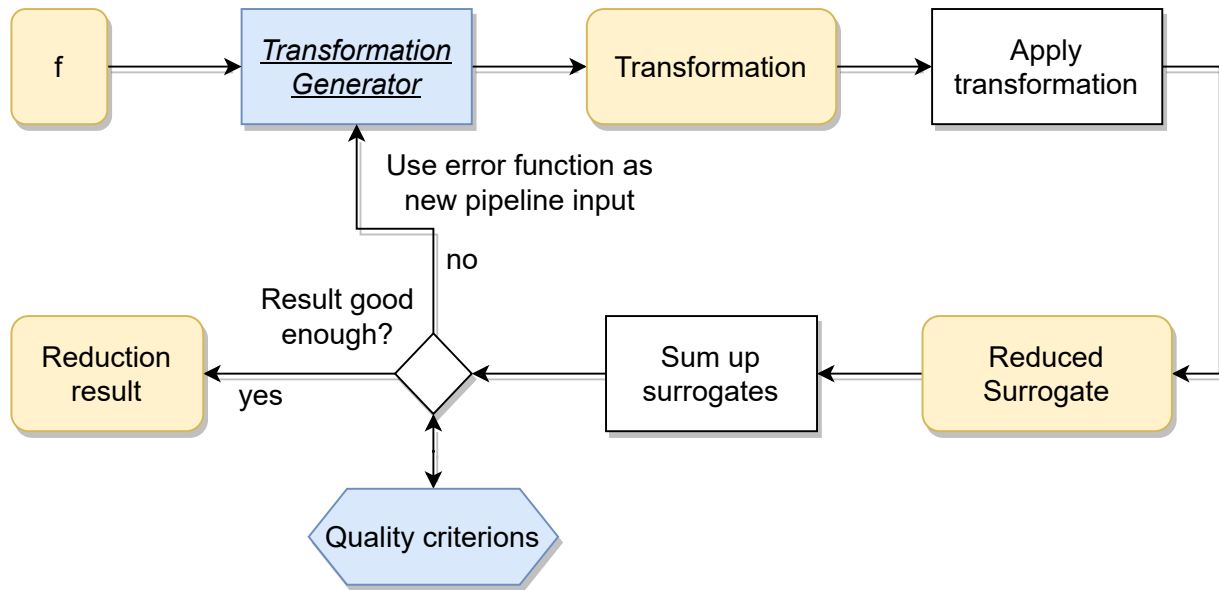 f
Transformation
Generator
Transformation
Apply
transformation
Use error function as
new pipeline input
no
Result good
enough?
Reduction
result
yes
Sum up
surrogates
Reduced
Surrogate
Quality criterions